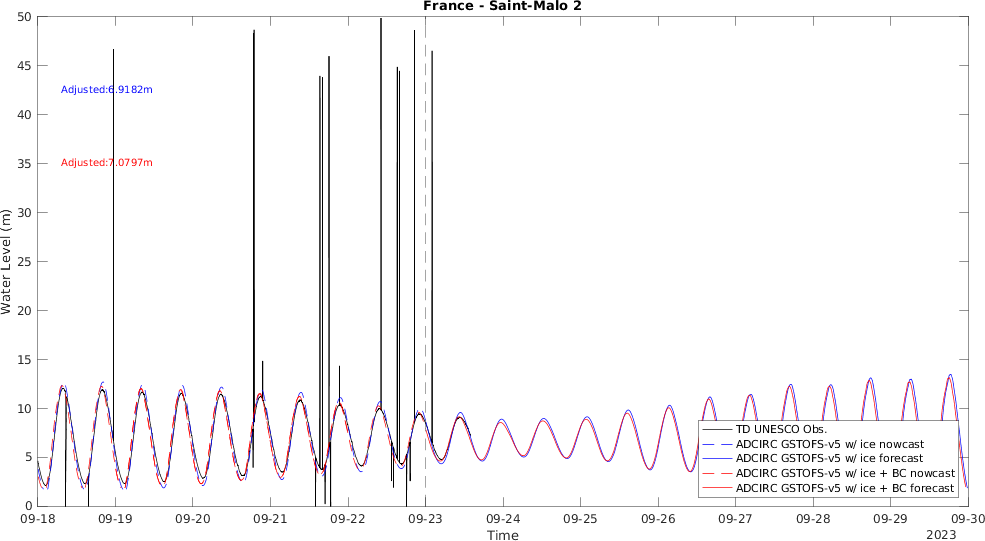 France - Saint-Malo 2
50
45
40
35
30
25
20
15
10
5
0
Water Level (m)
Adjusted:6.9182m
Adjusted:7.0797m
TD UNESCO Obs.
ADCIRC GSTOFS-v5 w/ ice nowcast
ADCIRC GSTOFS-v5 w/ ice forecast
ADCIRC GSTOFS-v5 w/ ice + BC nowcast
ADCIRC GSTOFS-v5 w/ ice + BC forecast
09-18 09-19 09-20 09-21 09-22 09-23 09-24 09-25 09-26 09-27 09-28 09-29 09-30
Time
2023